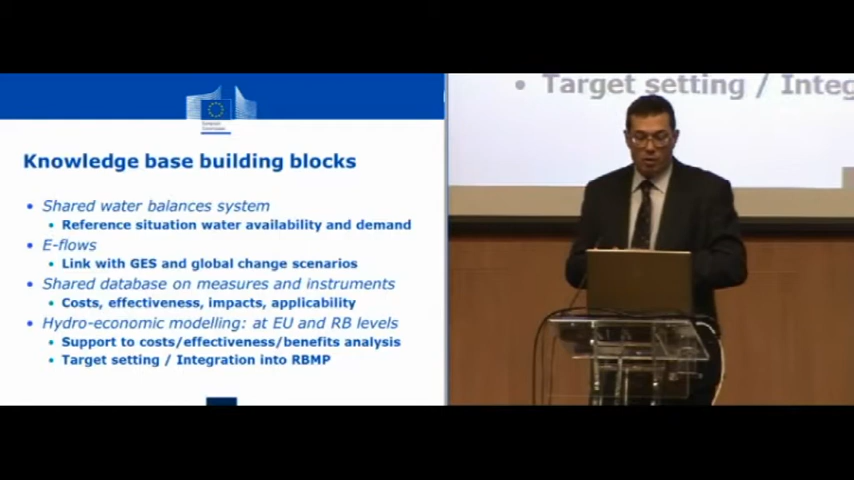 European
Commission
Knowledge base building blocks
• Shared water balances system
• Reference situation water availability and demand
• E-flows
• Link with GES and global change scenarios
• Shared database on measures and instruments
• Costs, effectiveness, impacts, applicability
• Hydro-economic modelling: at EU and RB levels
• Support to costs/effectiveness/benefits analysis
• Target setting / Integration into RBMP
• Target setting / Integ